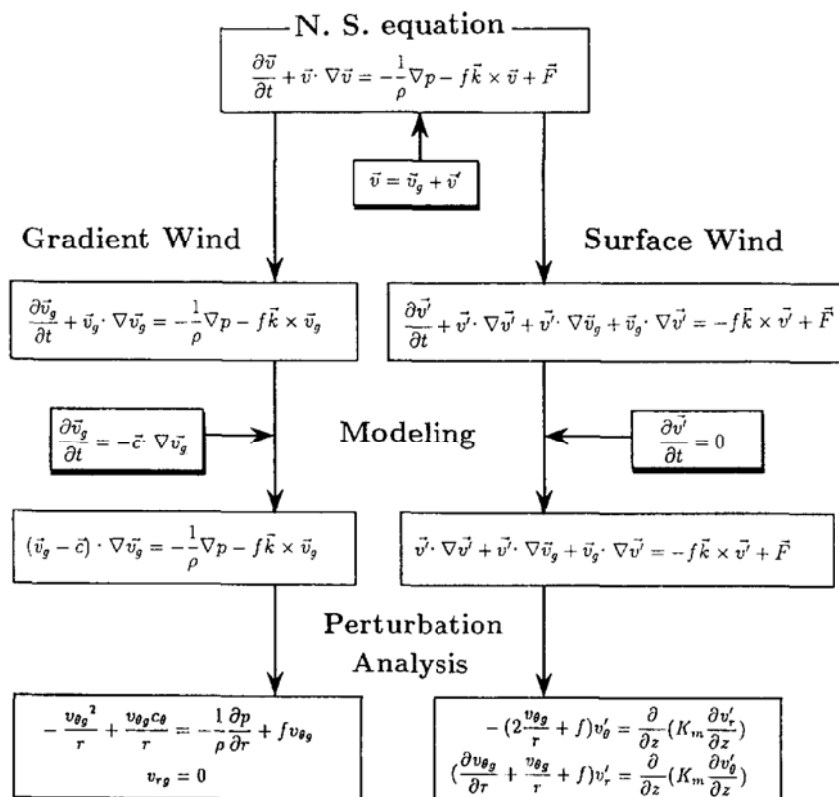 N. S. equation
∂v⃗/∂t + v⃗· ∇v⃗ = −1/ρ ∇p − fk⃗ × v⃗ + F⃗
v⃗ = v⃗_g + v⃗′
Gradient Wind
Surface Wind
∂v⃗_g/∂t + v⃗_g· ∇v⃗_g = −1/ρ ∇p − fk⃗ × v⃗_g
∂v⃗′/∂t + v⃗′· ∇v⃗′ + v⃗′· ∇v⃗_g + v⃗_g· ∇v⃗′ = −fk⃗ × v⃗′ + F⃗
∂v⃗_g/∂t = −c⃗· ∇v⃗_g
Modeling
∂v⃗′/∂t = 0
(v⃗_g − c⃗) · ∇v⃗_g = −1/ρ ∇p − fk⃗ × v⃗_g
v⃗′· ∇v⃗′ + v⃗′· ∇v⃗_g + v⃗_g· ∇v⃗′ = −fk⃗ × v⃗′ + F⃗
Perturbation
Analysis
− v_θg²/r + v_θg c_θ/r = −1/ρ ∂p/∂r + fv_θg
v_rg = 0
−(2 v_θg/r + f)v′_θ = ∂/∂z (K_m ∂v′_r/∂z)
(∂v_θg/∂r + v_θg/r + f)v′_r = ∂/∂z (K_m ∂v′_θ/∂z)